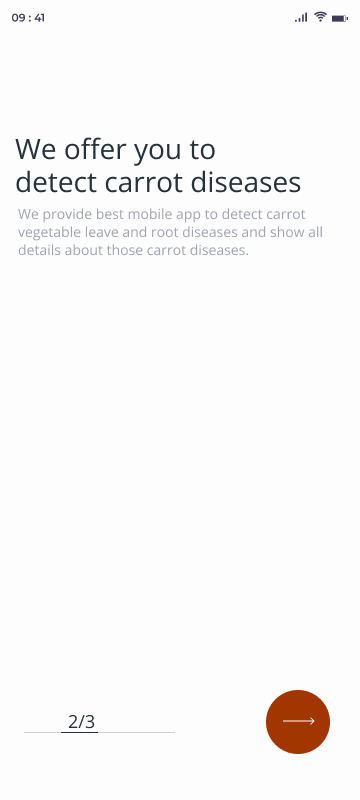 09 : 41
We offer you to
detect carrot diseases
We provide best mobile app to detect carrot
vegetable leave and root diseases and show all
details about those carrot diseases.
2/3